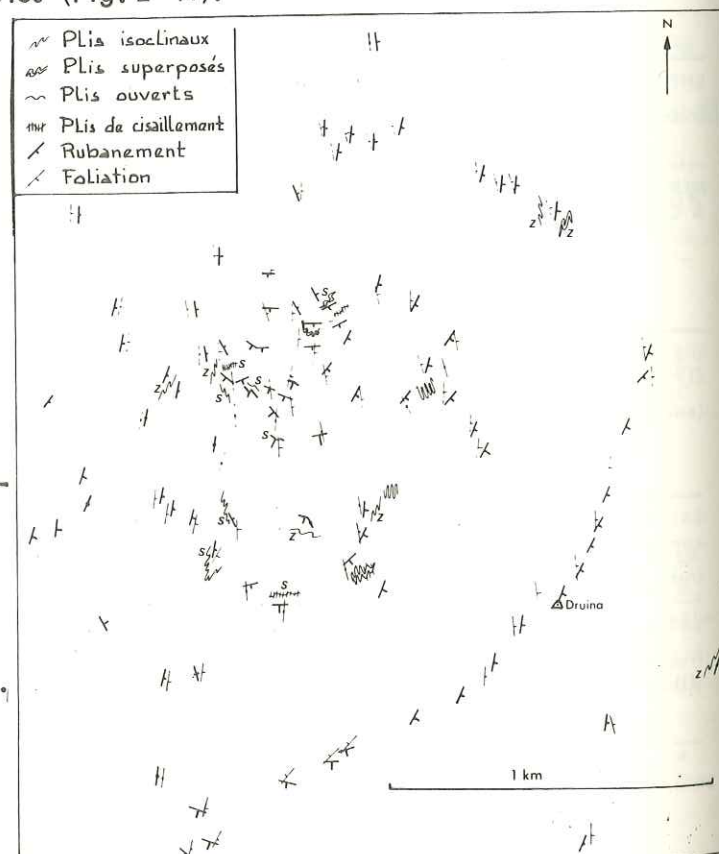 N
PLis isoclinaux
PLis superposés
PLis ouverts
PLis de cisaillement
Rubanement
Foliation
z
z
s
s
z
s
z
s
s
z
s
z
s
s
Druina
z
1 km